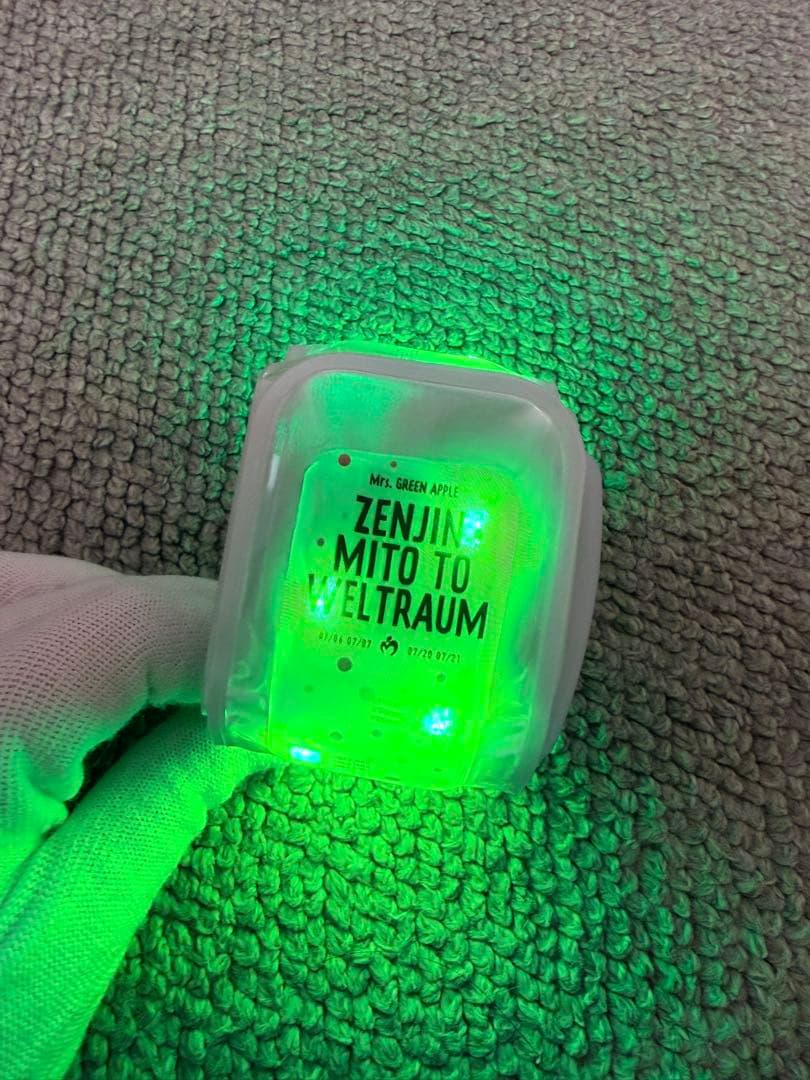 Mrs. GREEN APPLE
ZENJIN
MITO TO
WELTRAUM
07/06 07/07 07/20 07/21